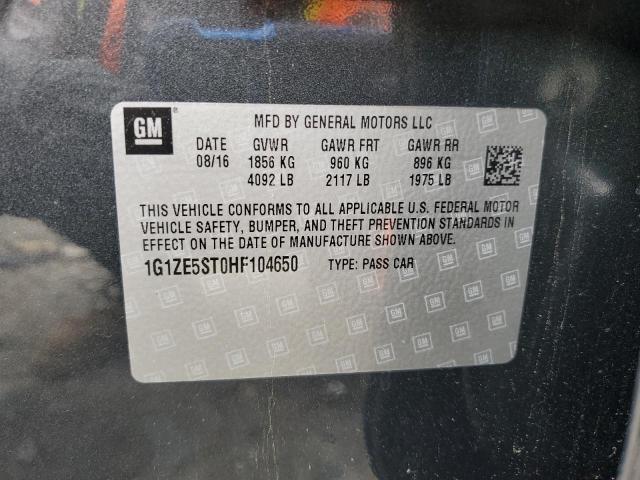 GM ® MFD BY GENERAL MOTORS LLC
DATE GVWR GAWR FRT GAWR RR
08/16 1856 KG 960 KG 896 KG
4092 LB 2117 LB 1975 LB
THIS VEHICLE CONFORMS TO ALL APPLICABLE U.S. FEDERAL MOTOR
VEHICLE SAFETY, BUMPER, AND THEFT PREVENTION STANDARDS IN
EFFECT ON THE DATE OF MANUFACTURE SHOWN ABOVE.
1G1ZE5ST0HF104650 TYPE: PASS CAR